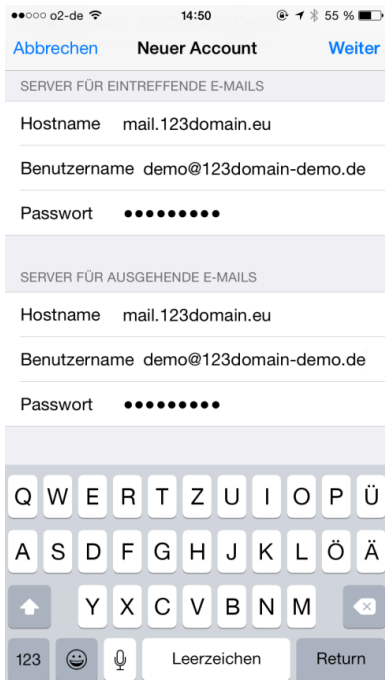 o2-de 14:50 55 %
Abbrechen Neuer Account Weiter
SERVER FÜR EINTREFFENDE E-MAILS
Hostname mail.123domain.eu
Benutzername demo@123domain-demo.de
Passwort •••••••••
SERVER FÜR AUSGEHENDE E-MAILS
Hostname mail.123domain.eu
Benutzername demo@123domain-demo.de
Passwort •••••••••
Q W E R T Z U I O P Ü
A S D F G H J K L Ö Ä
Y X C V B N M
123 Leerzeichen Return